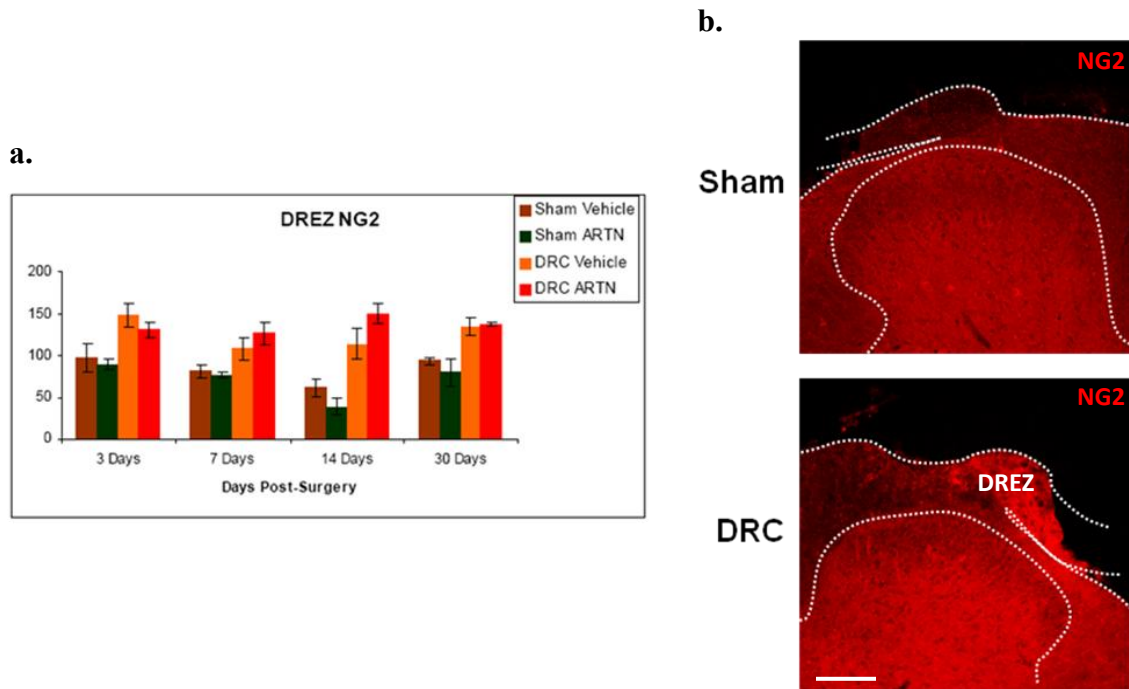 a.
DREZ NG2
Sham Vehicle
Sham ARTN
DRC Vehicle
DRC ARTN
200
150
100
50
0
3 Days 7 Days 14 Days 30 Days
Days Post-Surgery
b.
NG2
Sham
NG2
DREZ
DRC